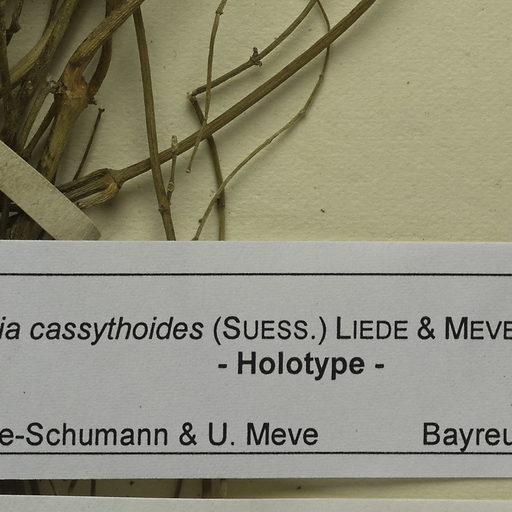 ia cassythoides (SUESS.) LIEDE & MEVE
- Holotype -
e-Schumann & U. Meve Bayreu